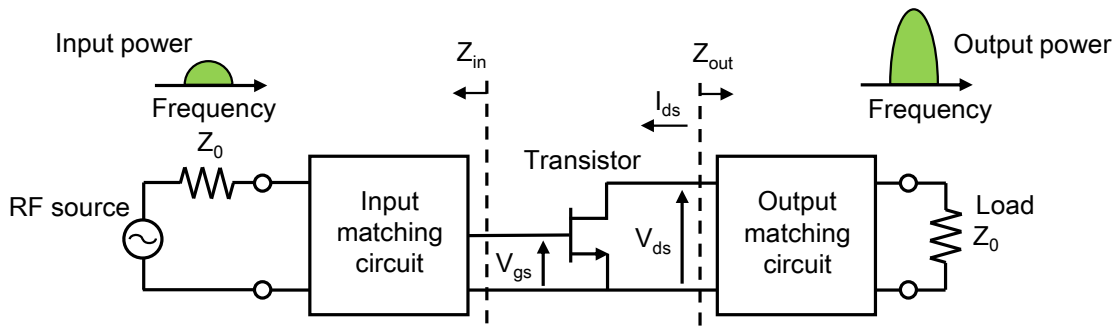 Input power
Frequency
Z0
RF source
Input
matching
circuit
Zin
Vgs
Transistor
Ids
Vds
Zout
Output
matching
circuit
Output power
Frequency
Load
Z0